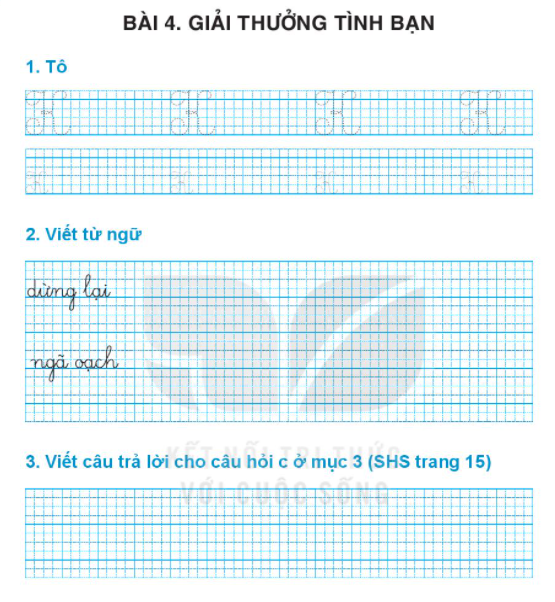 BÀI 4. GIẢI THƯỞNG TÌNH BẠN
1. Tô
K K K K
K K K K
2. Viết từ ngữ
dừng lại
ngã oạch
KẾT NỐI TRI THỨC
VỚI CUỘC SỐNG
3. Viết câu trả lời cho câu hỏi c ở mục 3 (SHS trang 15)